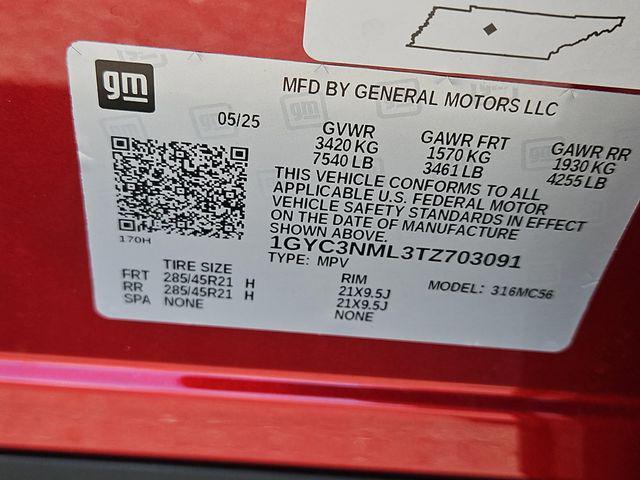 gm
MFD BY GENERAL MOTORS LLC
05/25
GVWR GAWR FRT GAWR RR
3420 KG 1570 KG 1930 KG
7540 LB 3461 LB 4255 LB
THIS VEHICLE CONFORMS TO ALL
APPLICABLE U.S. FEDERAL MOTOR
VEHICLE SAFETY STANDARDS IN EFFECT
ON THE DATE OF MANUFACTURE
SHOWN ABOVE.
170H
1GYC3NML3TZ703091
TYPE: MPV
TIRE SIZE RIM MODEL: 316MC56
FRT 285/45R21 H 21X9.5J
RR 285/45R21 H 21X9.5J
SPA NONE NONE